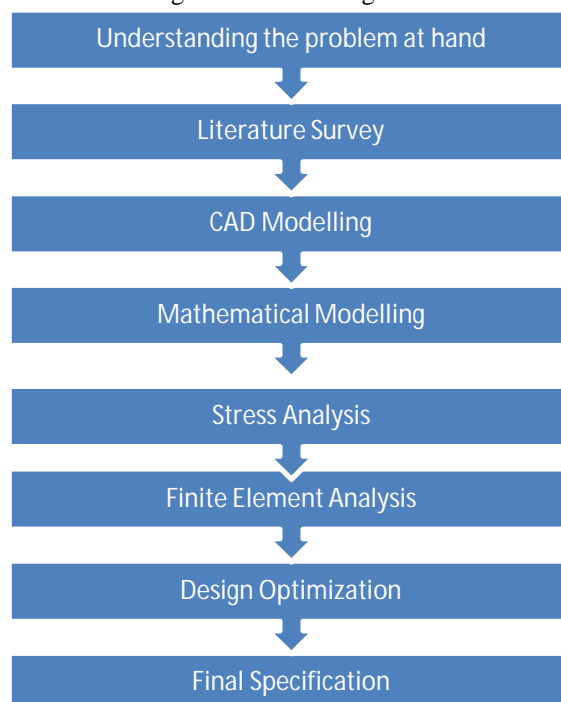 Understanding the problem at hand
Literature Survey
CAD Modelling
Mathematical Modelling
Stress Analysis
Finite Element Analysis
Design Optimization
Final Specification